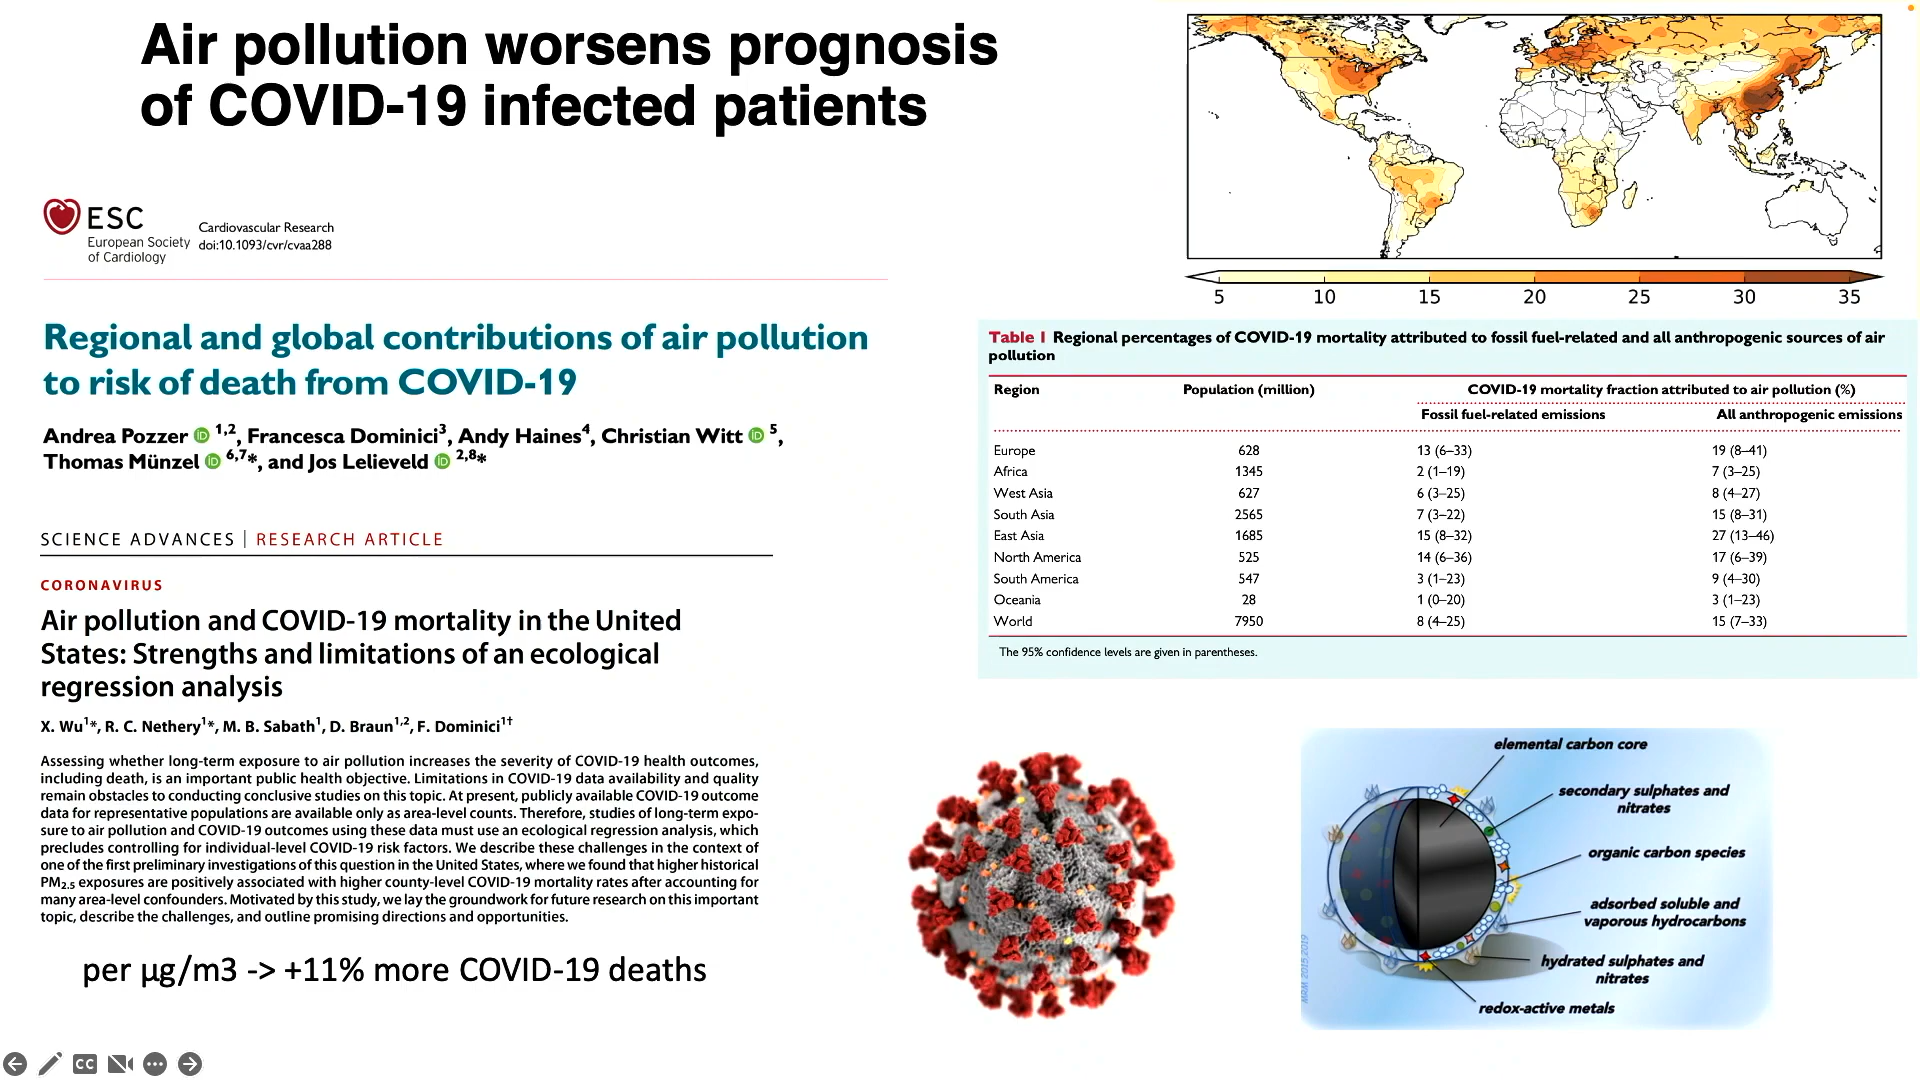 Air pollution worsens prognosis
of COVID-19 infected patients
ESC
European Society
of Cardiology
Cardiovascular Research
doi:10.1093/cvr/cvaa288
Regional and global contributions of air pollution
to risk of death from COVID-19
Andrea Pozzer iD 1,2, Francesca Dominici3, Andy Haines4, Christian Witt iD 5,
Thomas Münzel iD 6,7*, and Jos Lelieveld iD 2,8*
SCIENCE ADVANCES | RESEARCH ARTICLE
CORONAVIRUS
Air pollution and COVID-19 mortality in the United
States: Strengths and limitations of an ecological
regression analysis
X. Wu1*, R. C. Nethery1*, M. B. Sabath1, D. Braun1,2, F. Dominici1†
Assessing whether long-term exposure to air pollution increases the severity of COVID-19 health outcomes,
including death, is an important public health objective. Limitations in COVID-19 data availability and quality
remain obstacles to conducting conclusive studies on this topic. At present, publicly available COVID-19 outcome
data for representative populations are available only as area-level counts. Therefore, studies of long-term expo-
sure to air pollution and COVID-19 outcomes using these data must use an ecological regression analysis, which
precludes controlling for individual-level COVID-19 risk factors. We describe these challenges in the context of
one of the first preliminary investigations of this question in the United States, where we found that higher historical
PM2.5 exposures are positively associated with higher county-level COVID-19 mortality rates after accounting for
many area-level confounders. Motivated by this study, we lay the groundwork for future research on this important
topic, describe the challenges, and outline promising directions and opportunities.
per µg/m3 -> +11% more COVID-19 deaths
5 10 15 20 25 30 35
Table 1 Regional percentages of COVID-19 mortality attributed to fossil fuel-related and all anthropogenic sources of air
pollution
Region Population (million) COVID-19 mortality fraction attributed to air pollution (%)
Fossil fuel-related emissions All anthropogenic emissions
Europe 628 13 (6–33) 19 (8–41)
Africa 1345 2 (1–19) 7 (3–25)
West Asia 627 6 (3–25) 8 (4–27)
South Asia 2565 7 (3–22) 15 (8–31)
East Asia 1685 15 (8–32) 27 (13–46)
North America 525 14 (6–36) 17 (6–39)
South America 547 3 (1–23) 9 (4–30)
Oceania 28 1 (0–20) 3 (1–23)
World 7950 8 (4–25) 15 (7–33)
The 95% confidence levels are given in parentheses.
elemental carbon core
secondary sulphates and
nitrates
organic carbon species
adsorbed soluble and
vaporous hydrocarbons
hydrated sulphates and
nitrates
redox-active metals
MRM 2015 2019
CC